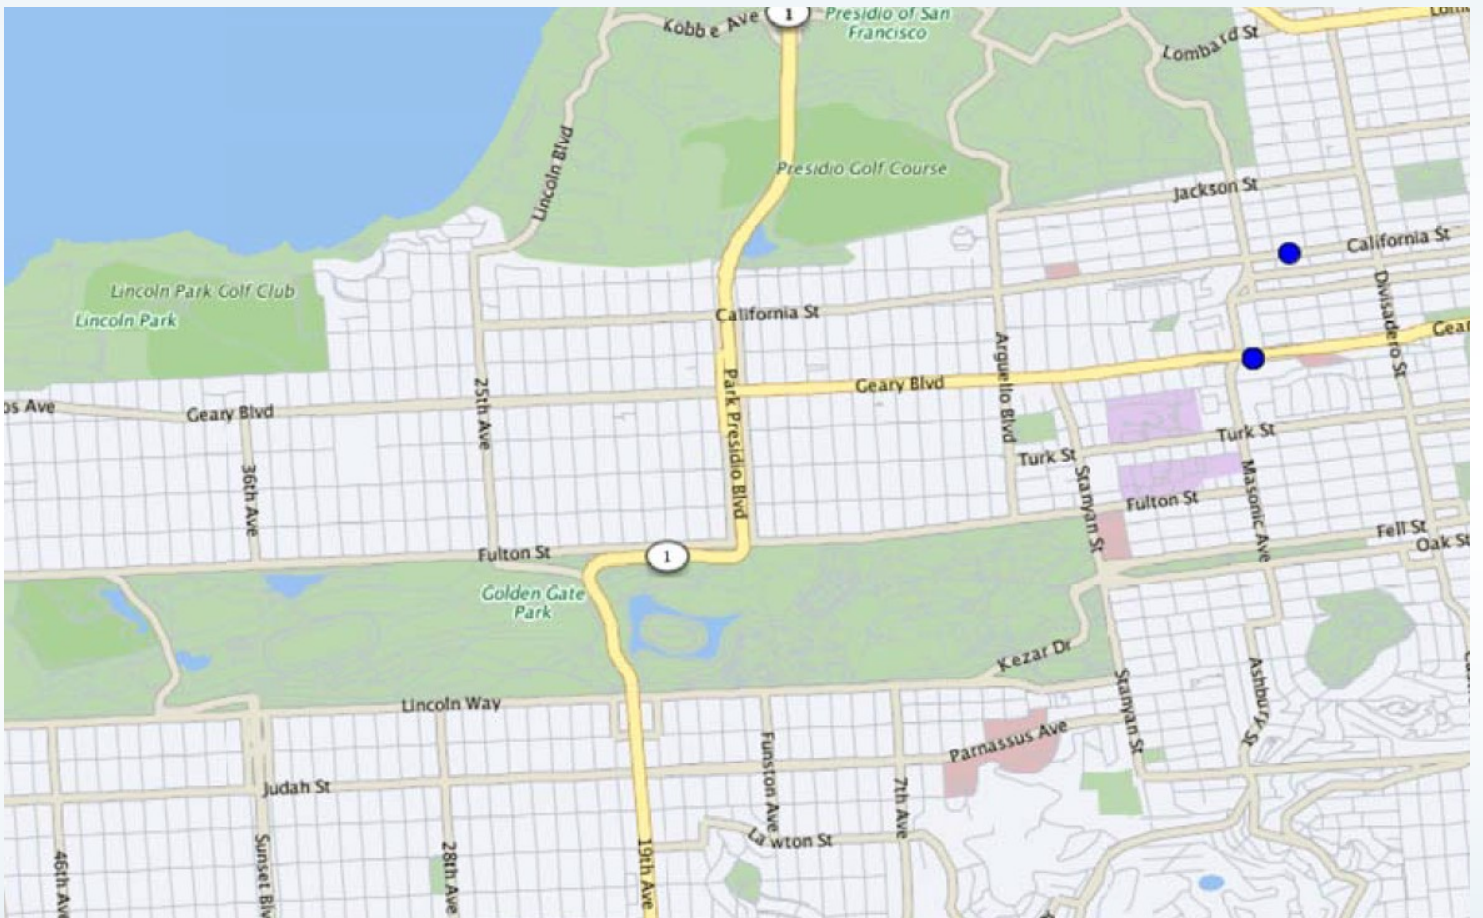 Kobbe Ave
1
Presidio of San
Francisco
Lombard St
Lincoln Blvd
Presidio Golf Course
Jackson St
California St
Lincoln Park Golf Club
Lincoln Park
California St
Divisadero St
Arguello Blvd
Geary Blvd
Geary Blvd
25th Ave
Park Presidio Blvd
36th Ave
Turk St
Turk St
Stanyan St
Masonic Ave
Fulton St
Fulton St
1
Fell St
Oak St
Golden Gate
Park
Kezar Dr
Lincoln Way
Stanyan St
Ashbury St
Parnassus Ave
Funston Ave
7th Ave
Judah St
Lawton St
46th Ave
Sunset Blv
28th Ave
19th Ave